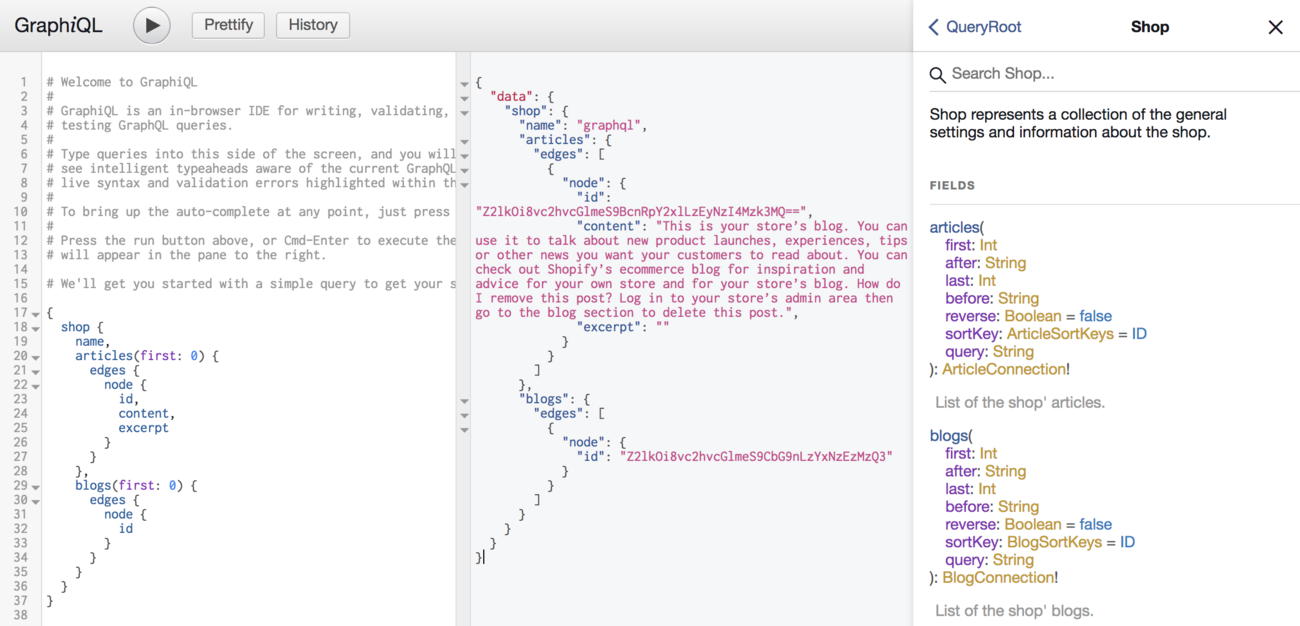 GraphiQL
Prettify
History
1 # Welcome to GraphiQL
2 #
3 # GraphiQL is an in-browser IDE for writing, validating,
4 # testing GraphQL queries.
5 #
6 # Type queries into this side of the screen, and you will
7 # see intelligent typeaheads aware of the current GraphQL
8 # live syntax and validation errors highlighted within th
9 #
10 # To bring up the auto-complete at any point, just press
11 #
12 # Press the run button above, or Cmd-Enter to execute the
13 # will appear in the pane to the right.
14
15 # We'll get you started with a simple query to get your s
16
17 {
18 shop {
19 name,
20 articles(first: 0) {
21 edges {
22 node {
23 id,
24 content,
25 excerpt
26 }
27 }
28 },
29 blogs(first: 0) {
30 edges {
31 node {
32 id
33 }
34 }
35 }
36 }
37 }
38
{
"data": {
"shop": {
"name": "graphql",
"articles": {
"edges": [
{
"node": {
"id":
"Z2lkOi8vc2hvcGlmeS9BcnRpY2xlLzEyNzI4Mzk3MQ==",
"content": "This is your store's blog. You can
use it to talk about new product launches, experiences, tips
or other news you want your customers to read about. You can
check out Shopify's ecommerce blog for inspiration and
advice for your own store and for your store's blog. How do
I remove this post? Log in to your store's admin area then
go to the blog section to delete this post.",
"excerpt": ""
}
}
]
},
"blogs": {
"edges": [
{
"node": {
"id": "Z2lkOi8vc2hvcGlmeS9CbG9nLzYxNzEzMzQ3"
}
}
]
}
}
}
}
QueryRoot
Shop
Search Shop...
Shop represents a collection of the general
settings and information about the shop.
FIELDS
articles(
first: Int
after: String
last: Int
before: String
reverse: Boolean = false
sortKey: ArticleSortKeys = ID
query: String
): ArticleConnection!
List of the shop' articles.
blogs(
first: Int
after: String
last: Int
before: String
reverse: Boolean = false
sortKey: BlogSortKeys = ID
query: String
): BlogConnection!
List of the shop' blogs.